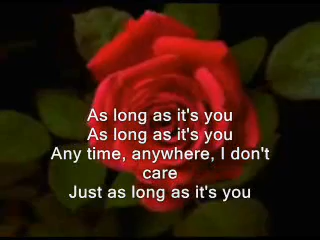 As long as it's you
As long as it's you
Any time, anywhere, I don't
care
Just as long as it's you